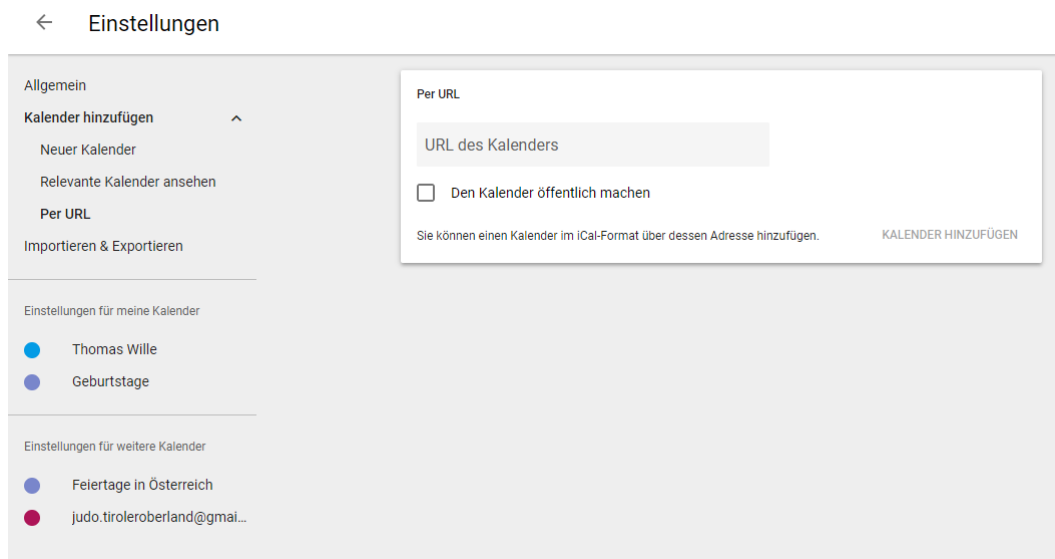 Einstellungen
Allgemein
Kalender hinzufügen
Neuer Kalender
Relevante Kalender ansehen
Per URL
Importieren & Exportieren
Einstellungen für meine Kalender
Thomas Wille
Geburtstage
Einstellungen für weitere Kalender
Feiertage in Österreich
judo.tiroleroberland@gmai...
Per URL
URL des Kalenders
Den Kalender öffentlich machen
Sie können einen Kalender im iCal-Format über dessen Adresse hinzufügen.
KALENDER HINZUFÜGEN